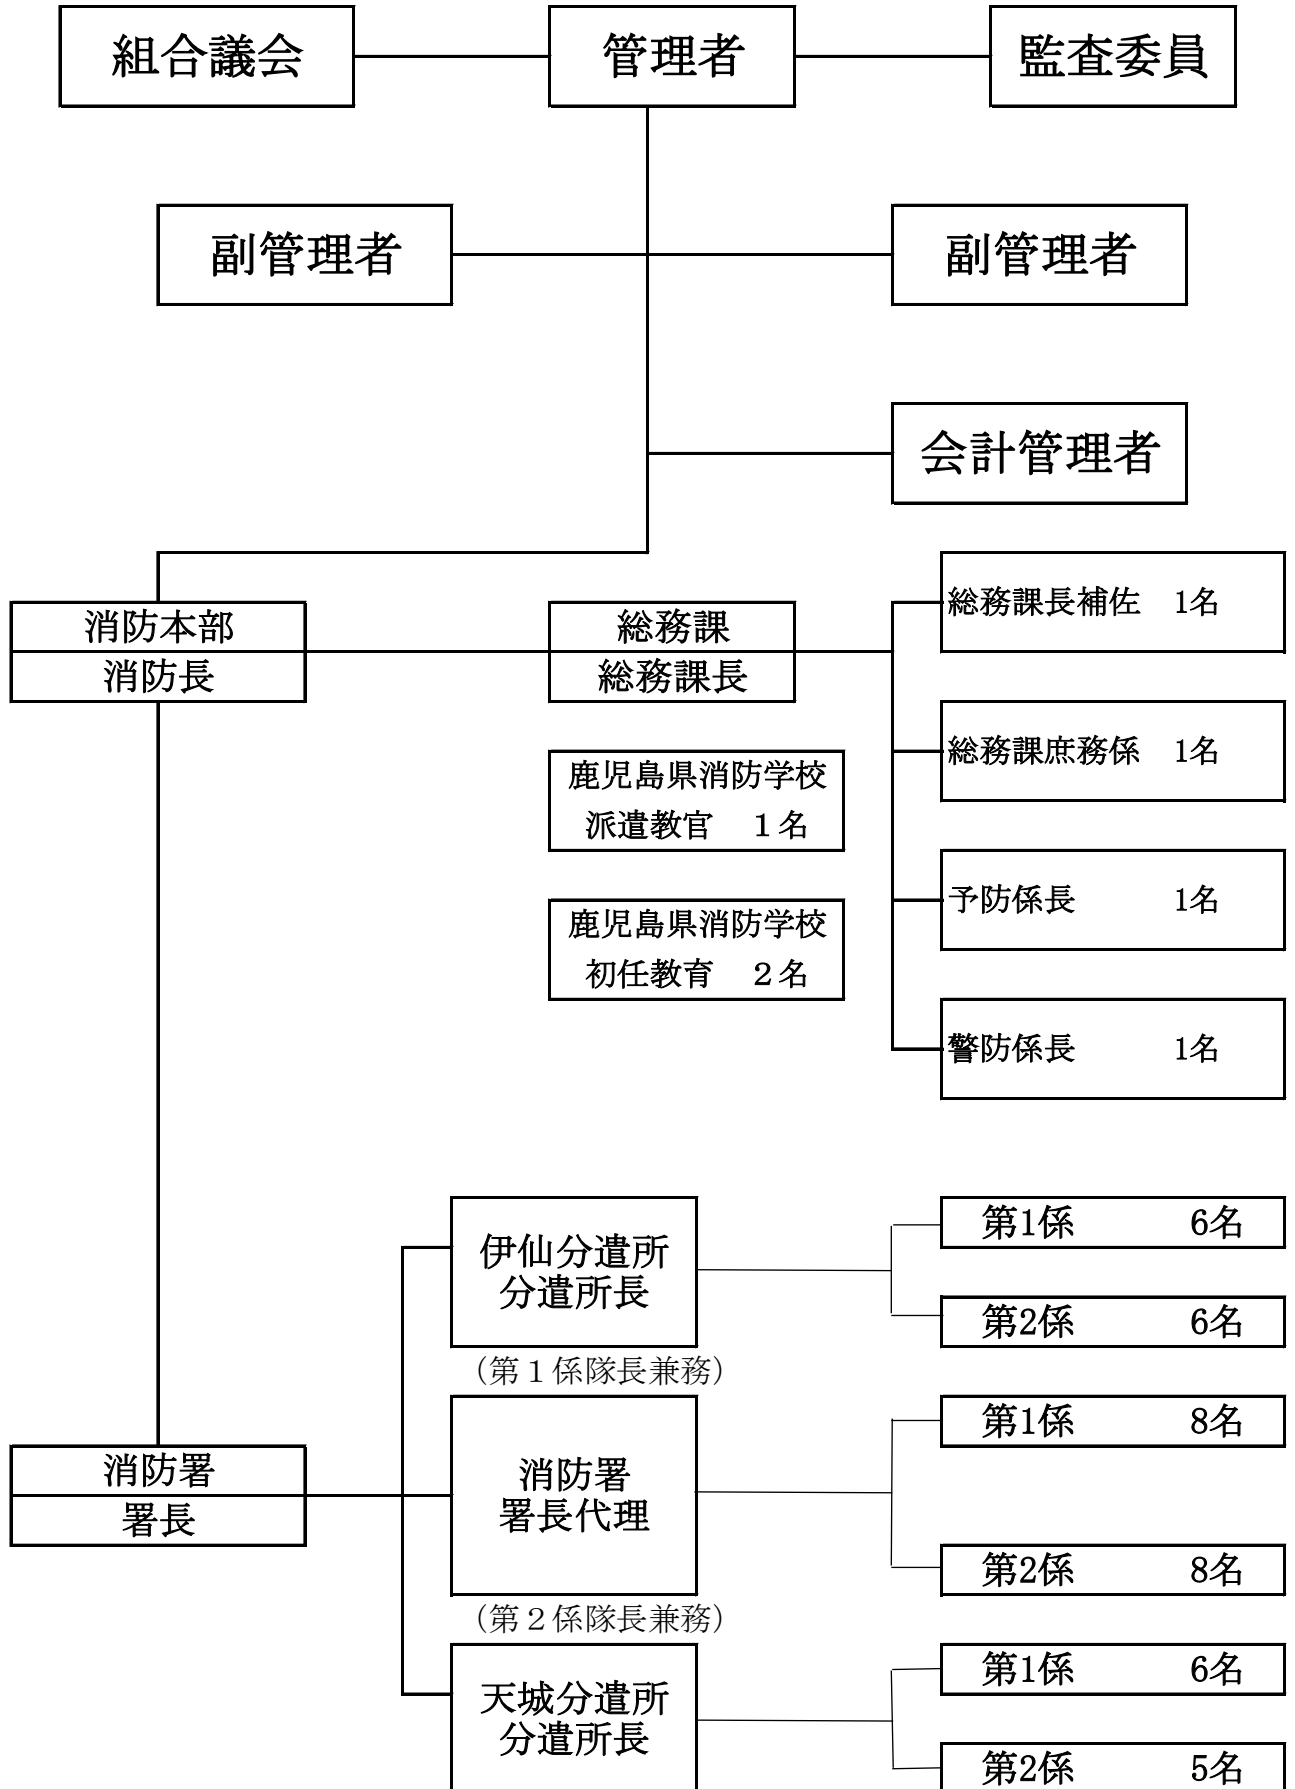 組合議会
管理者
監査委員
副管理者
副管理者
会計管理者
消防本部
消防長
総務課
総務課長
総務課長補佐　1名
総務課庶務係　1名
予防係長　　　1名
警防係長　　　1名
鹿児島県消防学校
派遣教官　１名
鹿児島県消防学校
初任教育　２名
消防署
署長
伊仙分遣所
分遣所長
（第１係隊長兼務）
第1係　　　6名
第2係　　　6名
消防署
署長代理
（第２係隊長兼務）
第1係　　　8名
第2係　　　8名
天城分遣所
分遣所長
第1係　　　6名
第2係　　　5名